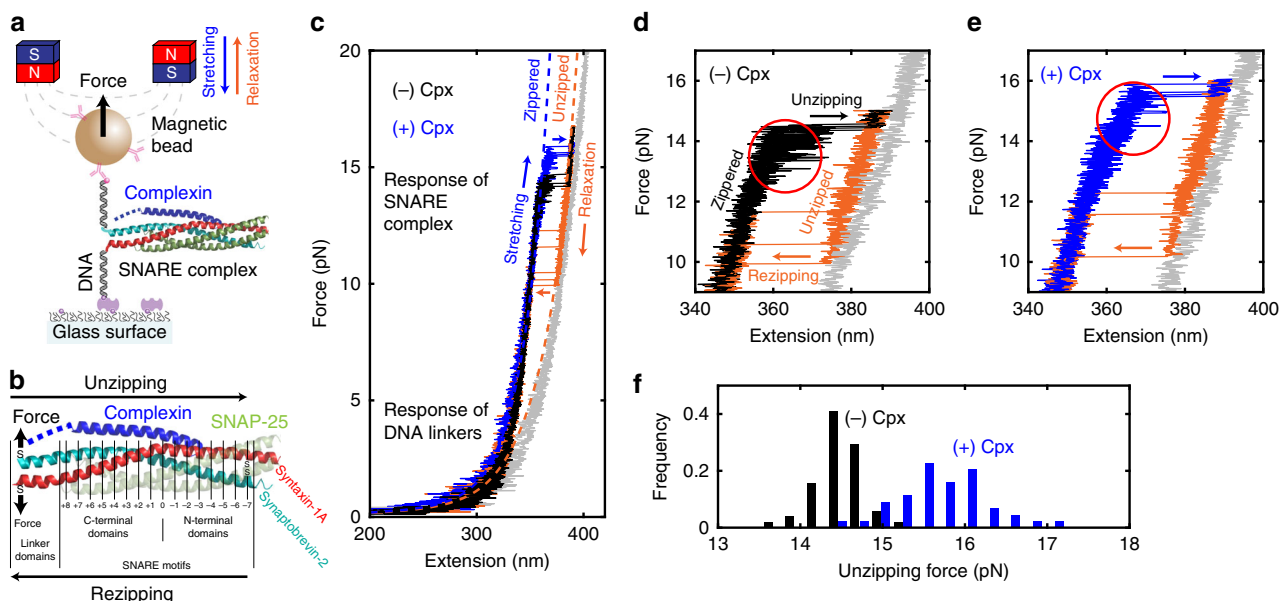 a
S
N
N
S
Stretching
Relaxation
Force
Magnetic
bead
Complexin
DNA
SNARE complex
Glass surface
b
Unzipping
Force
Complexin
SNAP-25
S
S
S
S
Syntaxin-1A
Synaptobrevin-2
+8 +7 +6 +5 +4 +3 +2 +1 0 −1 −2 −3 −4 −5 −6 −7
Force
Linker
domains
C-terminal
domains
N-terminal
domains
SNARE motifs
Rezipping
c
20
15
10
5
0
Force (pN)
(−) Cpx
(+) Cpx
Zippered
Unzipped
Response of
SNARE
complex
Stretching
Relaxation
Response of
DNA linkers
200 300 400
Extension (nm)
d
16
14
12
10
Force (pN)
(−) Cpx
Unzipping
Zippered
Unzipped
Rezipping
340 360 380 400
Extension (nm)
e
16
14
12
10
Force (pN)
(+) Cpx
340 360 380 400
Extension (nm)
f
0.4
0.2
0
Frequency
(−) Cpx
(+) Cpx
13 14 15 16 17 18
Unzipping force (pN)